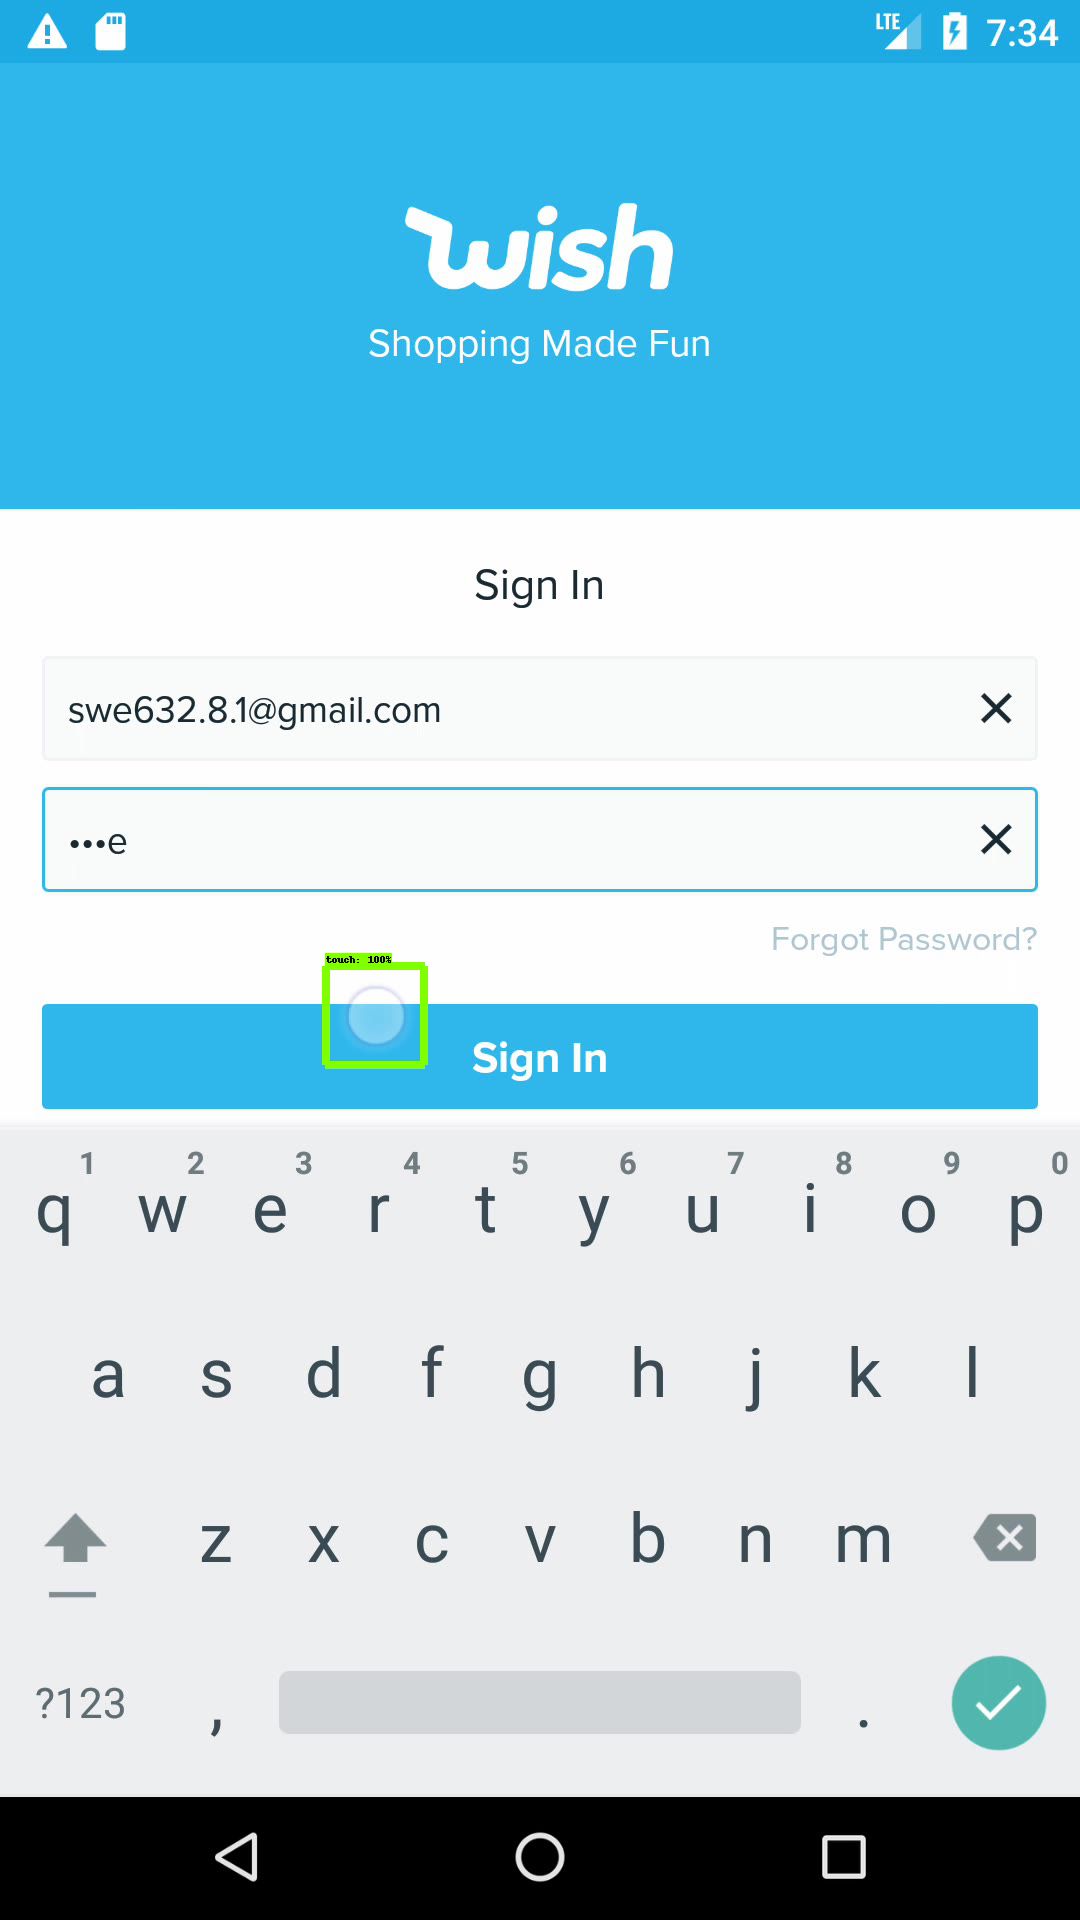 LTE 7:34
wish
Shopping Made Fun
Sign In
swe632.8.1@gmail.com
•••e
Forgot Password?
touch: 100%
Sign In
1 2 3 4 5 6 7 8 9 0
q w e r t y u i o p
a s d f g h j k l
z x c v b n m
?123 , .